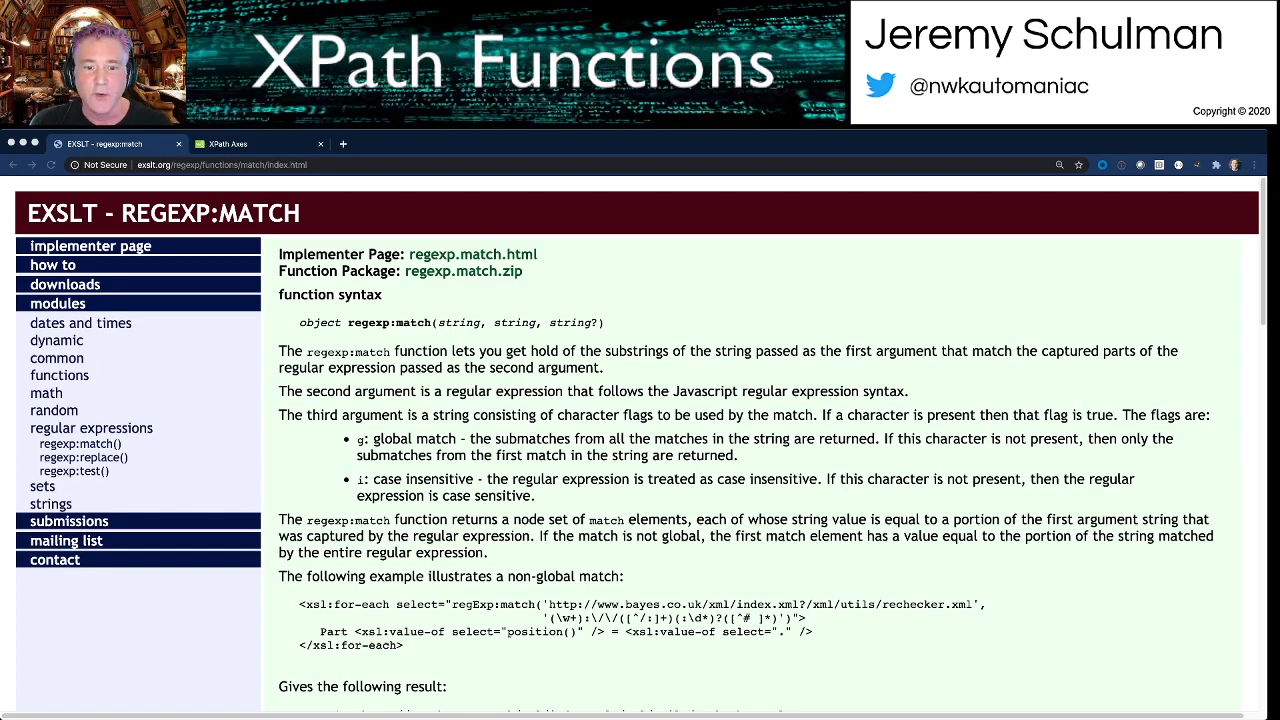 XPath Functions
Jeremy Schulman
@nwkautomaniac
Copyright © 2020
EXSLT - regexp:match
XPath Axes
Not Secure | exslt.org/regexp/functions/match/index.html
EXSLT - REGEXP:MATCH
implementer page
how to
downloads
modules
dates and times
dynamic
common
functions
math
random
regular expressions
regexp:match()
regexp:replace()
regexp:test()
sets
strings
submissions
mailing list
contact
Implementer Page: regexp.match.html
Function Package: regexp.match.zip
function syntax
object regexp:match(string, string, string?)
The regexp:match function lets you get hold of the substrings of the string passed as the first argument that match the captured parts of the
regular expression passed as the second argument.
The second argument is a regular expression that follows the Javascript regular expression syntax.
The third argument is a string consisting of character flags to be used by the match. If a character is present then that flag is true. The flags are:
• g: global match - the submatches from all the matches in the string are returned. If this character is not present, then only the
submatches from the first match in the string are returned.
• i: case insensitive - the regular expression is treated as case insensitive. If this character is not present, then the regular
expression is case sensitive.
The regexp:match function returns a node set of match elements, each of whose string value is equal to a portion of the first argument string that
was captured by the regular expression. If the match is not global, the first match element has a value equal to the portion of the string matched
by the entire regular expression.
The following example illustrates a non-global match:
<xsl:for-each select="regExp:match('http://www.bayes.co.uk/xml/index.xml?/xml/utils/rechecker.xml',
'(\w+):\/\/([^/:]+)(:\d*)?([^# ]*)')">
Part <xsl:value-of select="position()" /> = <xsl:value-of select="." />
</xsl:for-each>
Gives the following result: